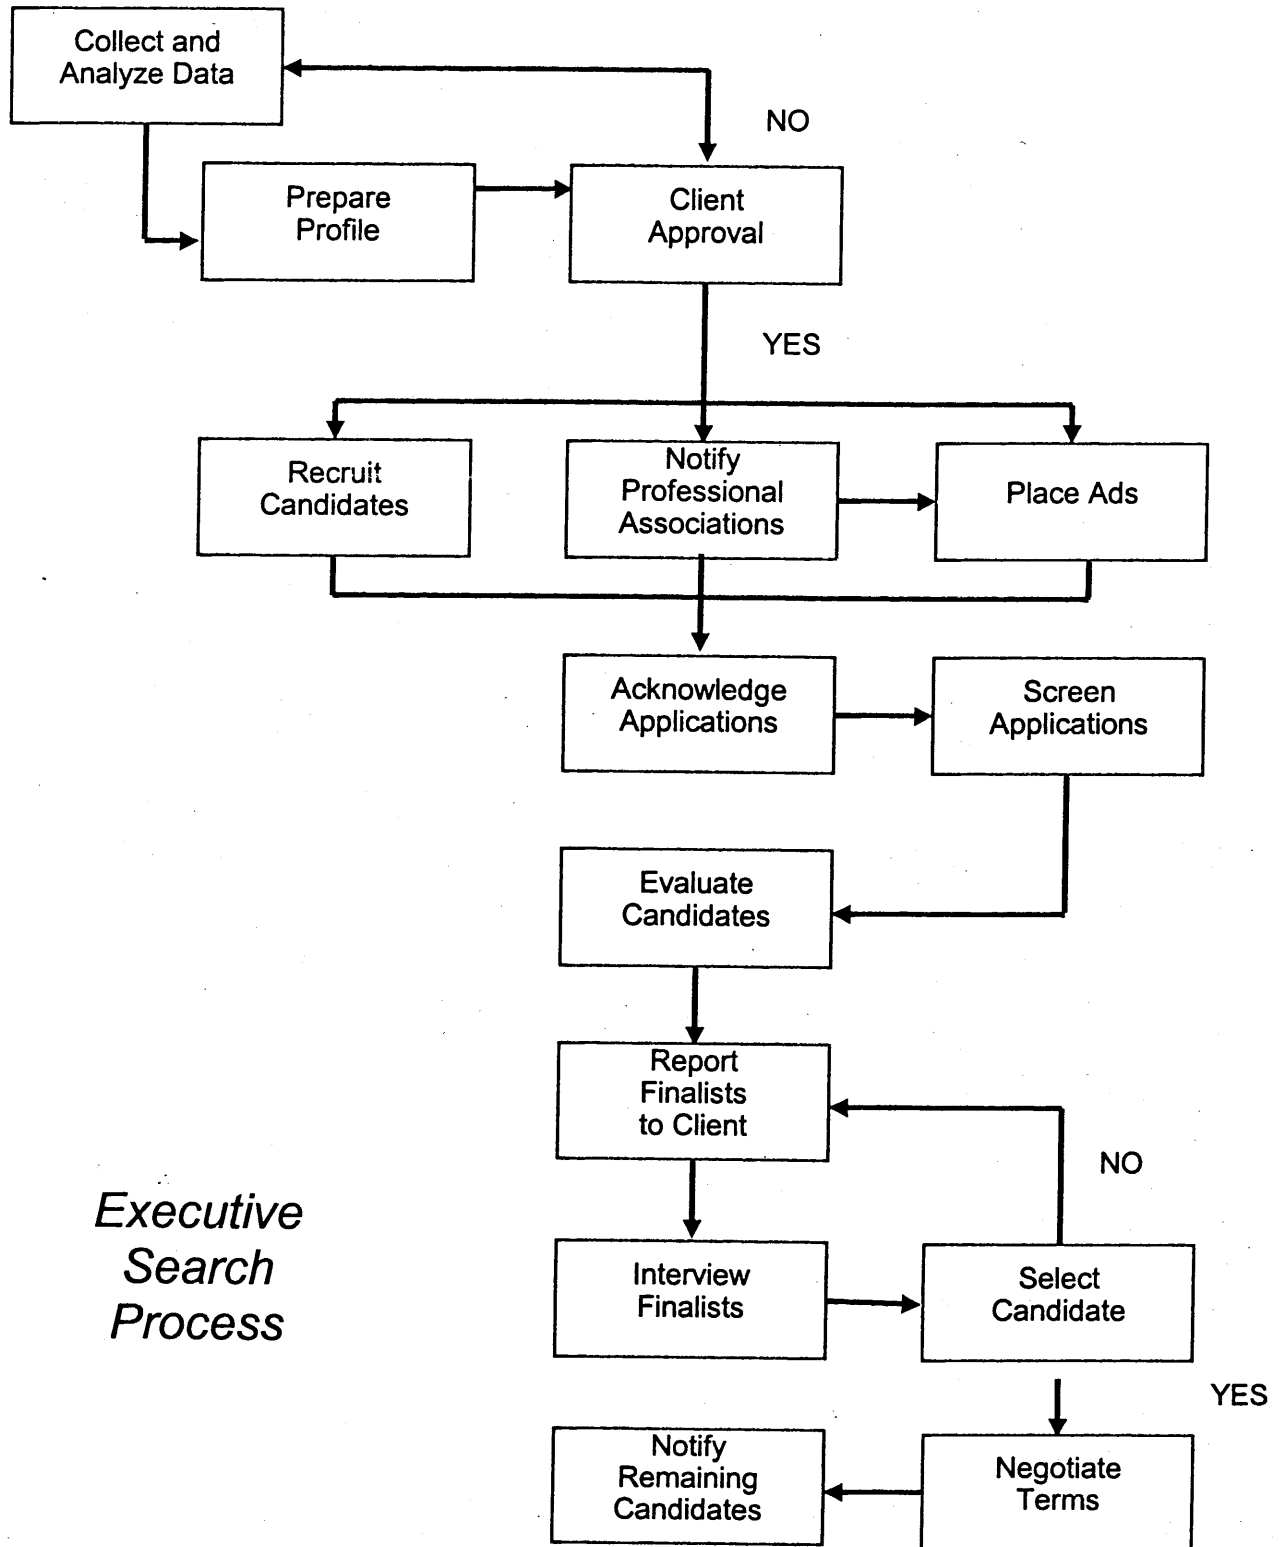 Collect and
Analyze Data
NO
Prepare
Profile
Client
Approval
YES
Recruit
Candidates
Notify
Professional
Associations
Place Ads
Acknowledge
Applications
Screen
Applications
Evaluate
Candidates
Report
Finalists
to Client
NO
Executive
Search
Process
Interview
Finalists
Select
Candidate
YES
Notify
Remaining
Candidates
Negotiate
Terms